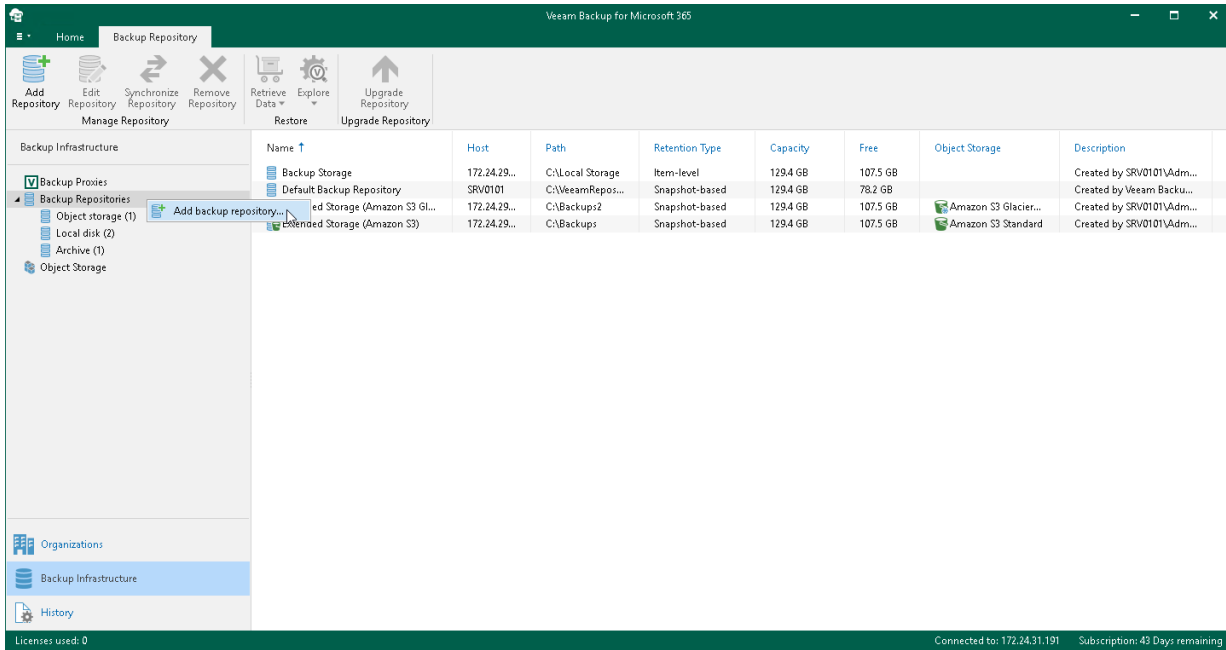 Veeam Backup for Microsoft 365
Home Backup Repository
Add Repository
Edit Repository
Synchronize Repository
Remove Repository
Manage Repository
Retrieve Data
Explore
Restore
Upgrade Repository
Upgrade Repository
Backup Infrastructure
Backup Proxies
Backup Repositories
Object storage (1)
Local disk (2)
Archive (1)
Object Storage
Add backup repository...
Name Host Path Retention Type Capacity Free Object Storage Description
Backup Storage 172.24.29... C:\Local Storage Item-level 129.4 GB 107.5 GB Created by SRV0101\Adm...
Default Backup Repository SRV0101 C:\VeeamRepos... Snapshot-based 129.4 GB 78.2 GB Created by Veeam Backu...
ed Storage (Amazon S3 Gl... 172.24.29... C:\Backups2 Snapshot-based 129.4 GB 107.5 GB Amazon S3 Glacier... Created by SRV0101\Adm...
Extended Storage (Amazon S3) 172.24.29... C:\Backups Snapshot-based 129.4 GB 107.5 GB Amazon S3 Standard Created by SRV0101\Adm...
Organizations
Backup Infrastructure
History
Licenses used: 0
Connected to: 172.24.31.191 Subscription: 43 Days remaining